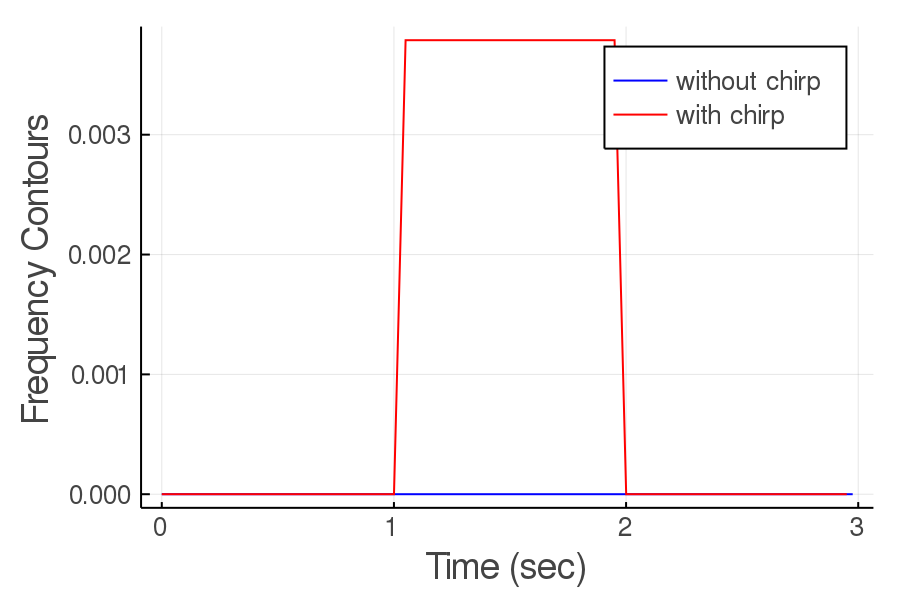 Frequency Contours
0.003
0.002
0.001
0.000
without chirp
with chirp
0 1 2 3
Time (sec)